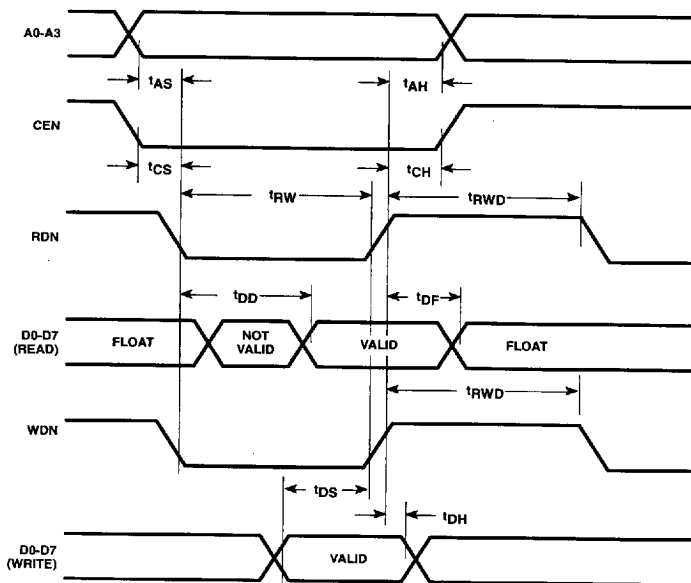 A0-A3
tAS
tAH
CEN
tCS
tCH
tRW
tRWD
RDN
tDD
tDF
D0-D7
(READ)
FLOAT
NOT
VALID
VALID
FLOAT
tRWD
WDN
tDS
tDH
D0-D7
(WRITE)
VALID